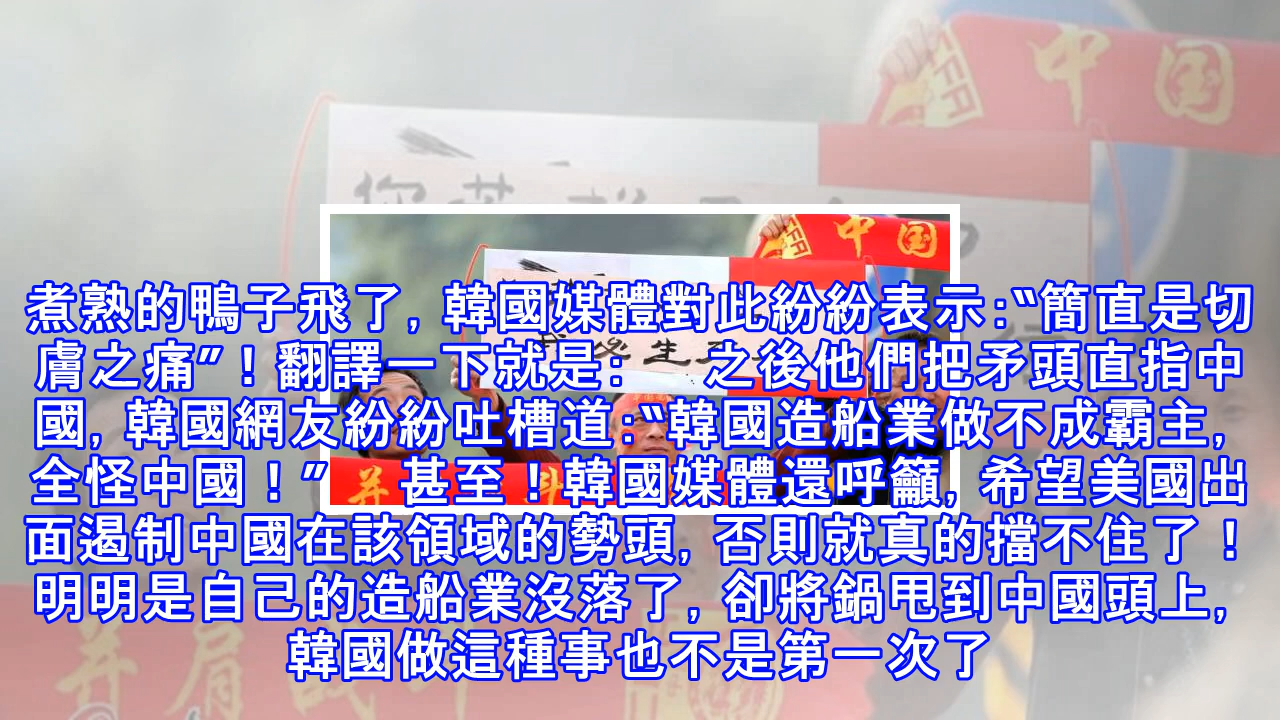 中国
煮熟的鴨子飛了,韓國媒體對此紛紛表示:“簡直是切
膚之痛”！翻譯一下就是: 之後他們把矛頭直指中
國,韓國網友紛紛吐槽道:“韓國造船業做不成霸主,
全怪中國！” 甚至！韓國媒體還呼籲,希望美國出
面遏制中國在該領域的勢頭,否則就真的擋不住了！
明明是自己的造船業沒落了,卻將鍋甩到中國頭上,
韓國做這種事也不是第一次了
中国
并肩